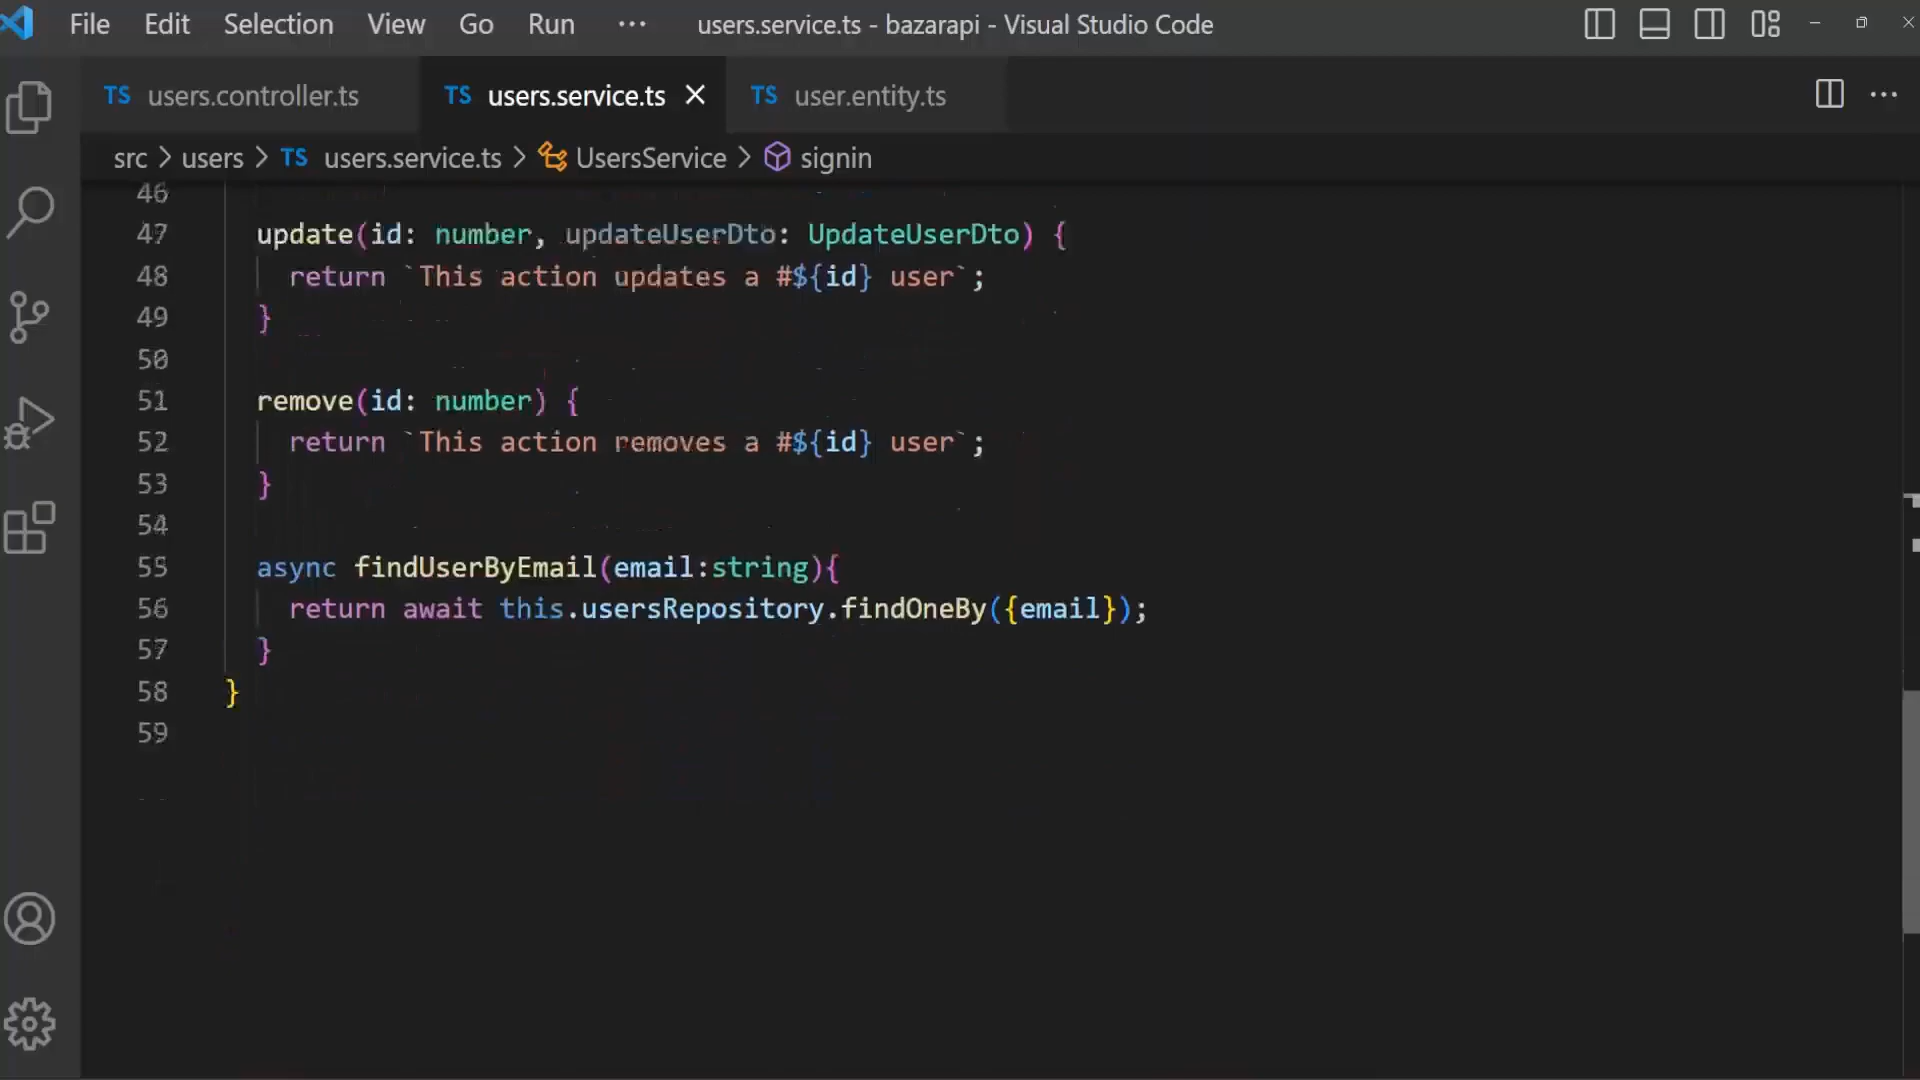 File Edit Selection View Go Run ··· users.service.ts - bazarapi - Visual Studio Code
TS users.controller.ts TS users.service.ts TS user.entity.ts
src > users > TS users.service.ts > UsersService > signin
46
47 update(id: number, updateUserDto: UpdateUserDto) {
48 return `This action updates a #${id} user`;
49 }
50
51 remove(id: number) {
52 return `This action removes a #${id} user`;
53 }
54
55 async findUserByEmail(email:string){
56 return await this.usersRepository.findOneBy({email});
57 }
58 }
59